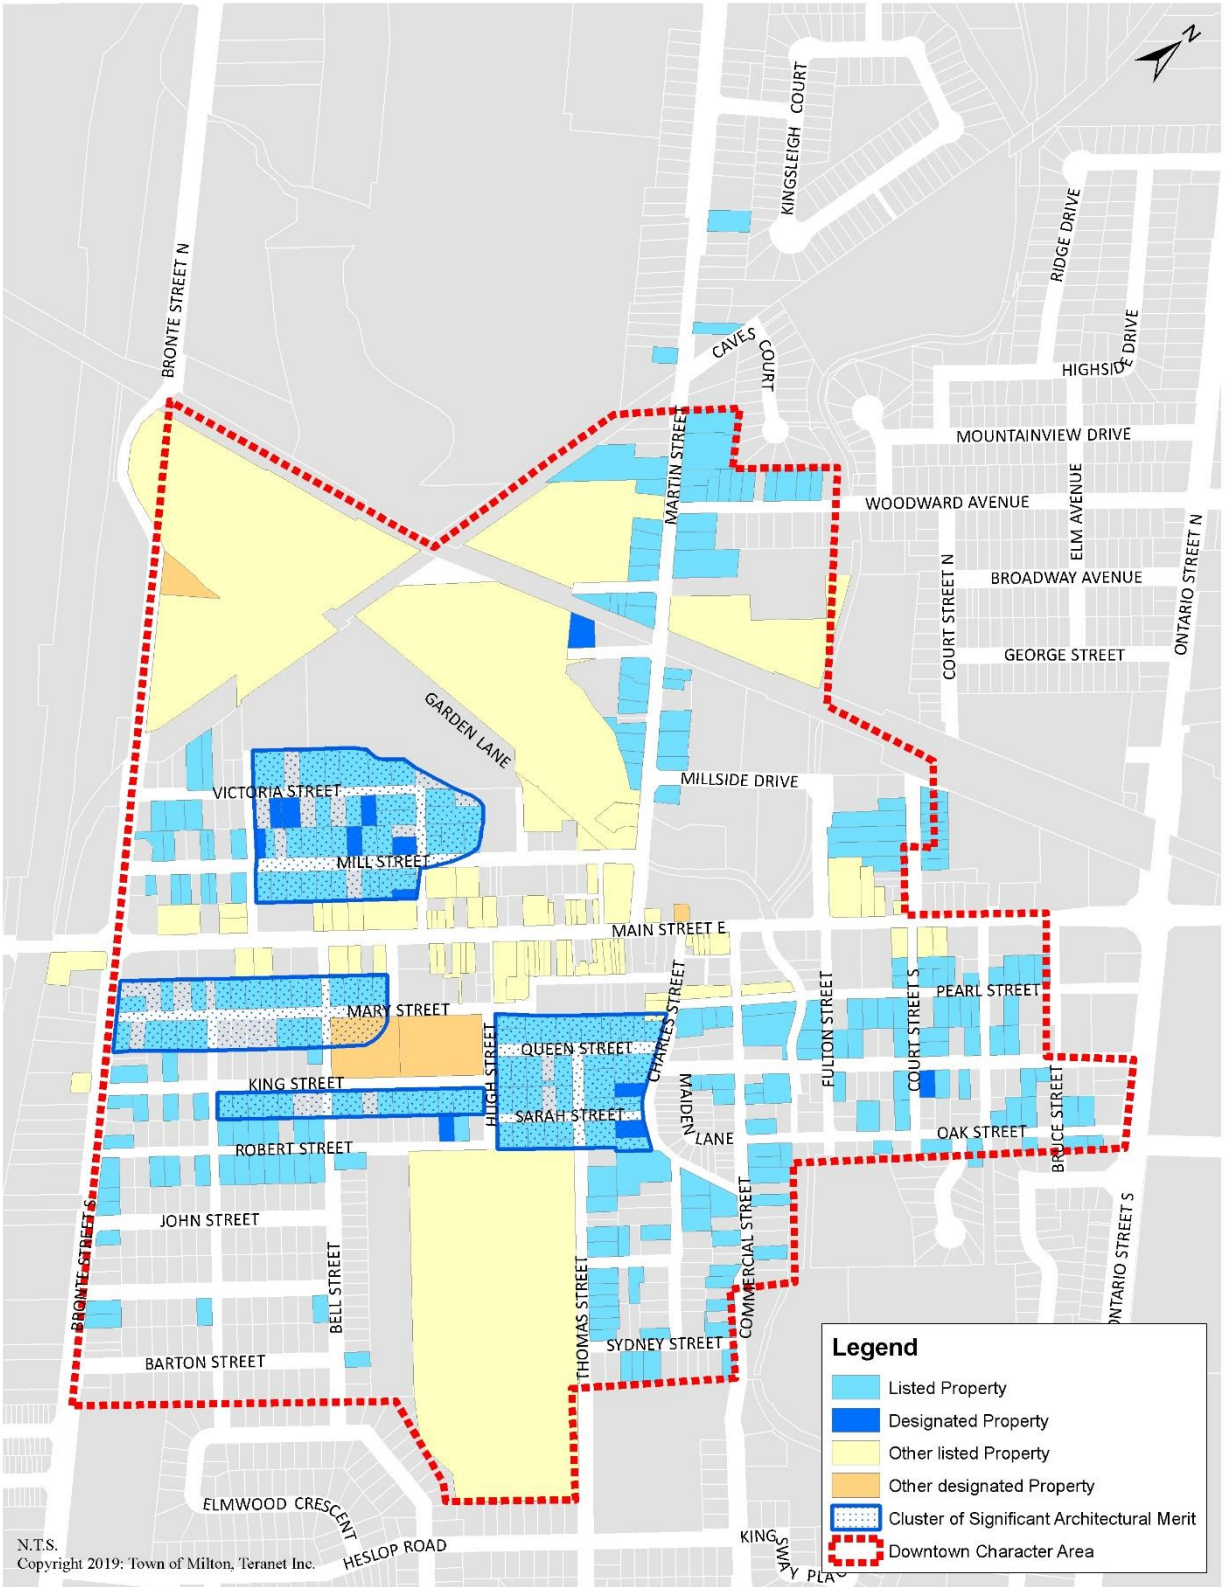 N
KINGSLEIGH COURT
RIDGE DRIVE
BRONTE STREET N
CAVES COURT
HIGHSIDE DRIVE
MARTIN STREET
MOUNTAINVIEW DRIVE
WOODWARD AVENUE
ELM AVENUE
BROADWAY AVENUE
COURT STREET N
ONTARIO STREET N
GEORGE STREET
GARDEN LANE
VICTORIA STREET
MILLSIDE DRIVE
MILL STREET
MAIN STREET E
MARY STREET
PEARL STREET
CHARLES STREET
FULTON STREET
COURT STREET S
QUEEN STREET
HUGH STREET
KING STREET
SARAH STREET
MAIDEN LANE
OAK STREET
BRUCE STREET
ROBERT STREET
JOHN STREET
BRONTE STREET S
BELL STREET
THOMAS STREET
COMMERCIAL STREET
ONTARIO STREET S
SYDNEY STREET
BARTON STREET
Legend
Listed Property
Designated Property
Other listed Property
Other designated Property
Cluster of Significant Architectural Merit
Downtown Character Area
ELMWOOD CRESCENT
HESLOP ROAD
KINGSWAY PLAC
N.T.S.
Copyright 2019: Town of Milton, Teranet Inc.